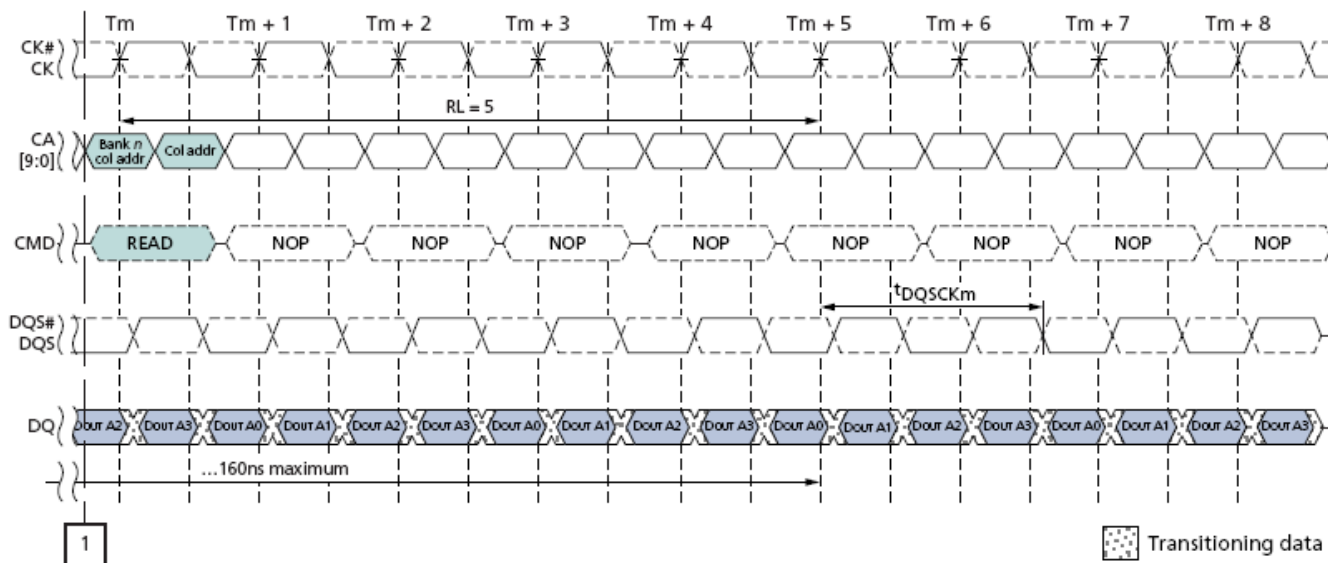 Tm Tm + 1 Tm + 2 Tm + 3 Tm + 4 Tm + 5 Tm + 6 Tm + 7 Tm + 8
CK#
CK
RL = 5
CA
[9:0]
Bank n
col addr
Col addr
CMD READ NOP NOP NOP NOP NOP NOP NOP NOP
tDQSCKm
DQS#
DQS
DQ DOUT A2 DOUT A3 DOUT A0 DOUT A1 DOUT A2 DOUT A3 DOUT A0 DOUT A1 DOUT A2 DOUT A3 DOUT A0 DOUT A1 DOUT A2 DOUT A3 DOUT A0 DOUT A1 DOUT A2 DOUT A3
...160ns maximum
1
Transitioning data